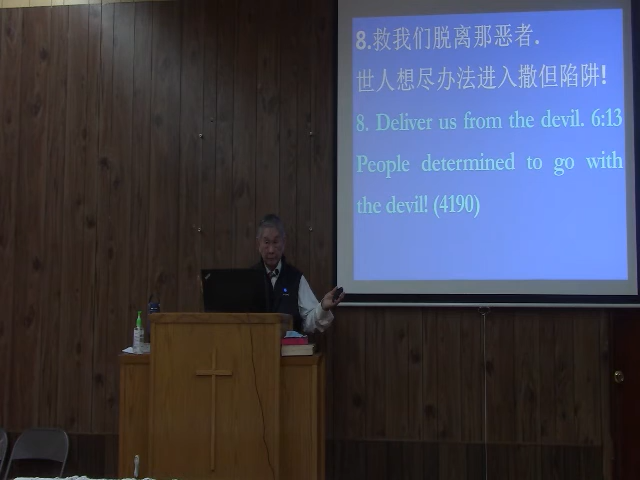 8.救我们脱离那恶者.
世人想尽办法进入撒但陷阱!
8. Deliver us from the devil. 6:13
People determined to go with
the devil! (4190)